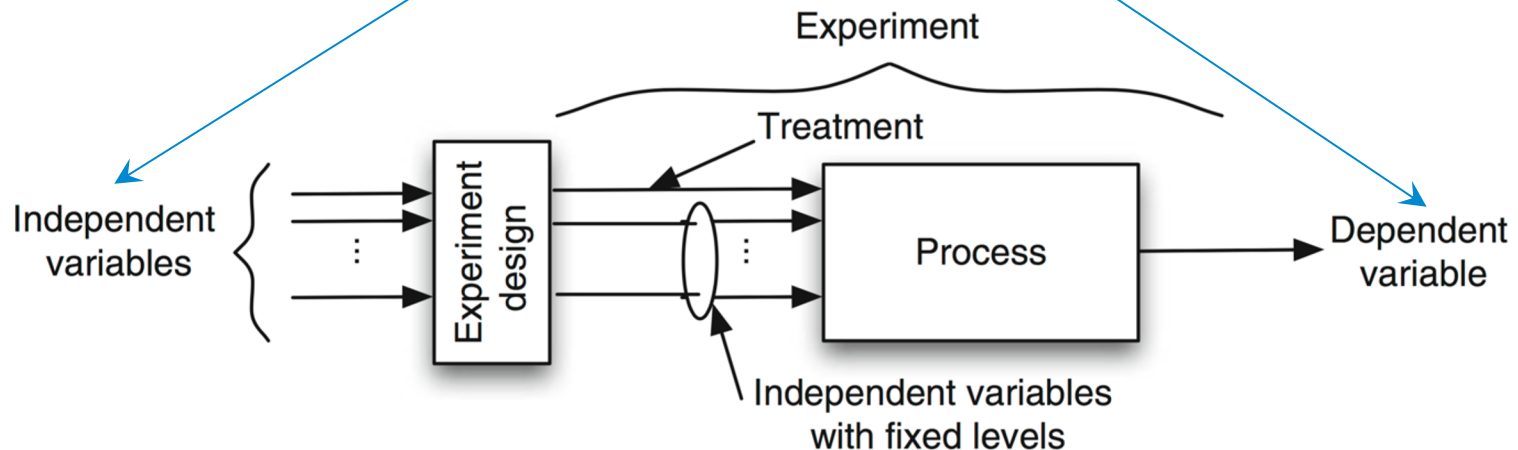 Experiment
Treatment
Independent
variables
Experiment
design
Process
Dependent
variable
Independent variables
with fixed levels